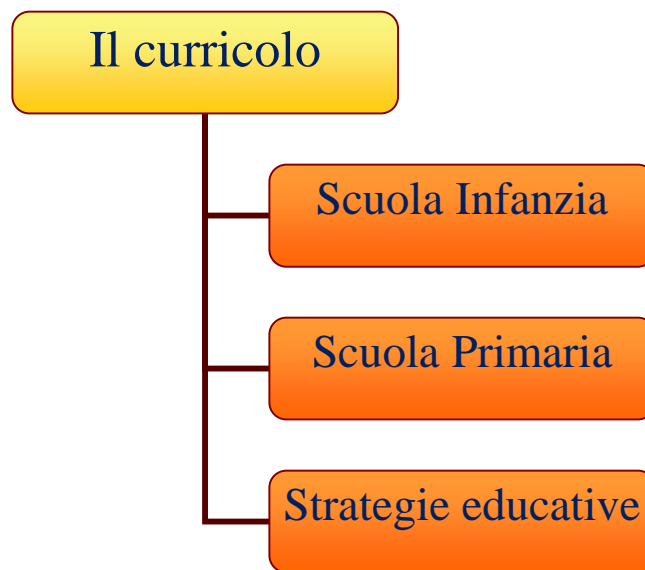 Il curricolo
Scuola Infanzia
Scuola Primaria
Strategie educative